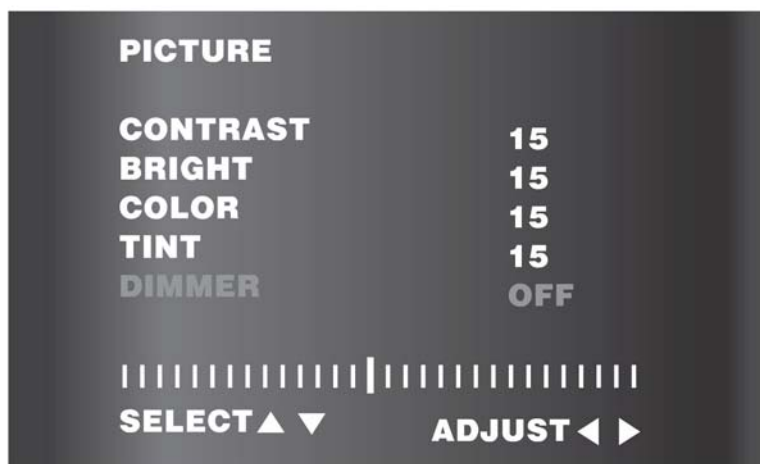 PICTURE
CONTRAST 15
BRIGHT 15
COLOR 15
TINT 15
DIMMER OFF
SELECT▲ ▼ ADJUST◀ ▶